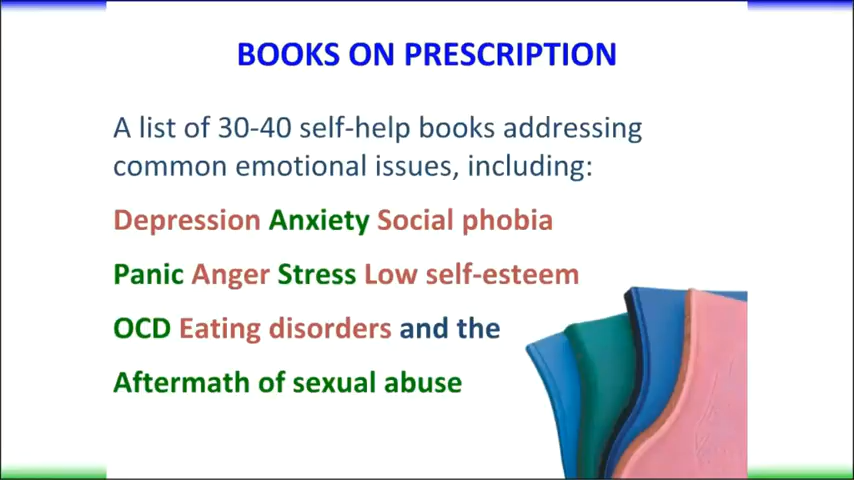 BOOKS ON PRESCRIPTION
A list of 30-40 self-help books addressing
common emotional issues, including:
Depression Anxiety Social phobia
Panic Anger Stress Low self-esteem
OCD Eating disorders and the
Aftermath of sexual abuse